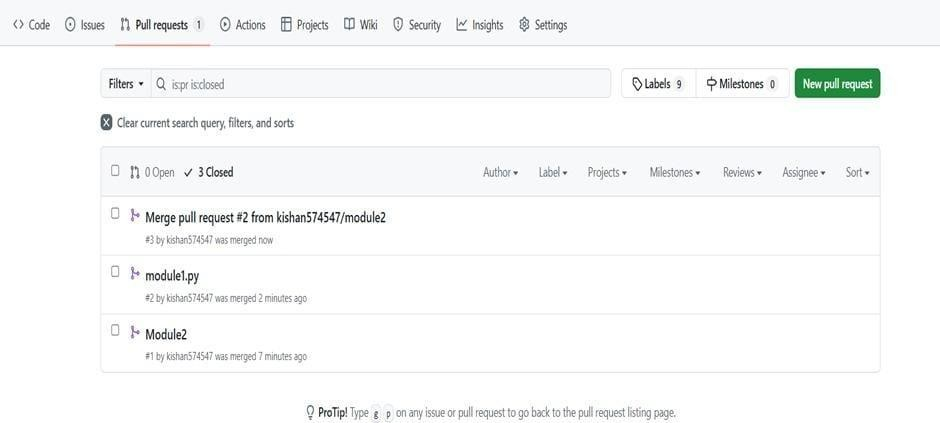 <> Code Issues Pull requests 1 Actions Projects Wiki Security Insights Settings
Filters is:pr is:closed Labels 9 Milestones 0 New pull request
Clear current search query, filters, and sorts
0 Open 3 Closed Author Label Projects Milestones Reviews Assignee Sort
Merge pull request #2 from kishan574547/module2
#3 by kishan574547 was merged now
module1.py
#2 by kishan574547 was merged 2 minutes ago
Module2
#1 by kishan574547 was merged 7 minutes ago
ProTip! Type g p on any issue or pull request to go back to the pull request listing page.